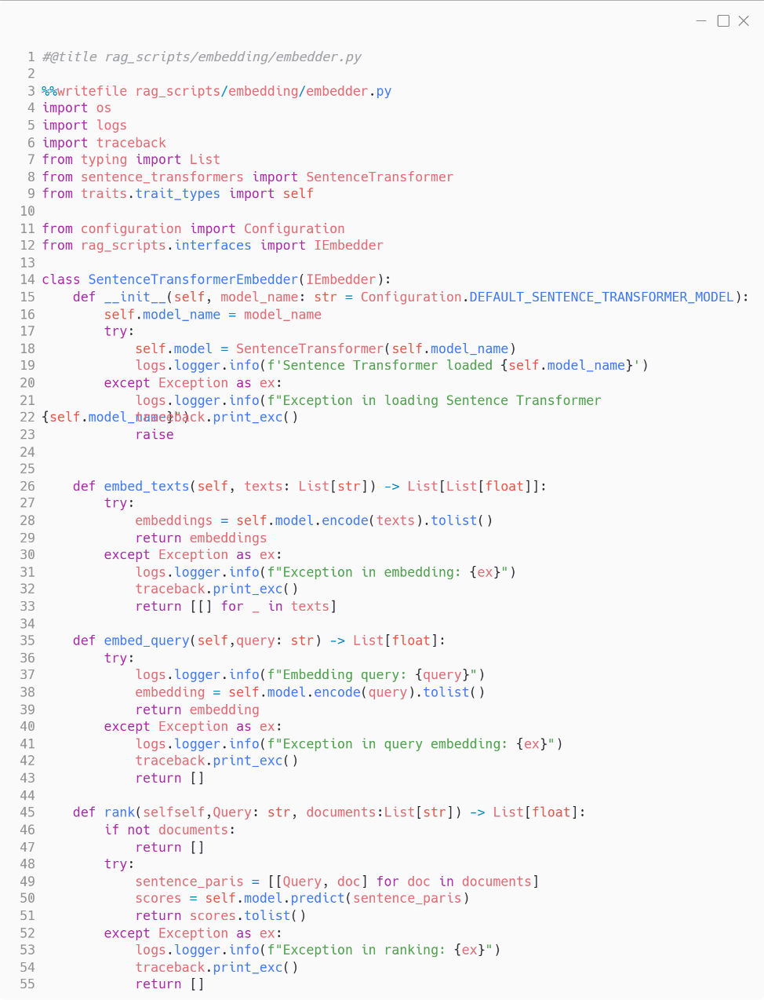 1 #@title rag_scripts/embedding/embedder.py
2
3 %%writefile rag_scripts/embedding/embedder.py
4 import os
5 import logs
6 import traceback
7 from typing import List
8 from sentence_transformers import SentenceTransformer
9 from traits.trait_types import self
10
11 from configuration import Configuration
12 from rag_scripts.interfaces import IEmbedder
13
14 class SentenceTransformerEmbedder(IEmbedder):
15     def __init__(self, model_name: str = Configuration.DEFAULT_SENTENCE_TRANSFORMER_MODEL):
16         self.model_name = model_name
17         try:
18             self.model = SentenceTransformer(self.model_name)
19             logs.logger.info(f'Sentence Transformer loaded {self.model_name}')
20         except Exception as ex:
21             logs.logger.info(f"Exception in loading Sentence Transformer
{self.model_name}")
22             traceback.print_exc()
23             raise
24
25
26     def embed_texts(self, texts: List[str]) -> List[List[float]]:
27         try:
28             embeddings = self.model.encode(texts).tolist()
29             return embeddings
30         except Exception as ex:
31             logs.logger.info(f"Exception in embedding: {ex}")
32             traceback.print_exc()
33             return [[] for _ in texts]
34
35     def embed_query(self,query: str) -> List[float]:
36         try:
37             logs.logger.info(f"Embedding query: {query}")
38             embedding = self.model.encode(query).tolist()
39             return embedding
40         except Exception as ex:
41             logs.logger.info(f"Exception in query embedding: {ex}")
42             traceback.print_exc()
43             return []
44
45     def rank(selfself,Query: str, documents:List[str]) -> List[float]:
46         if not documents:
47             return []
48         try:
49             sentence_paris = [[Query, doc] for doc in documents]
50             scores = self.model.predict(sentence_paris)
51             return scores.tolist()
52         except Exception as ex:
53             logs.logger.info(f"Exception in ranking: {ex}")
54             traceback.print_exc()
55             return []